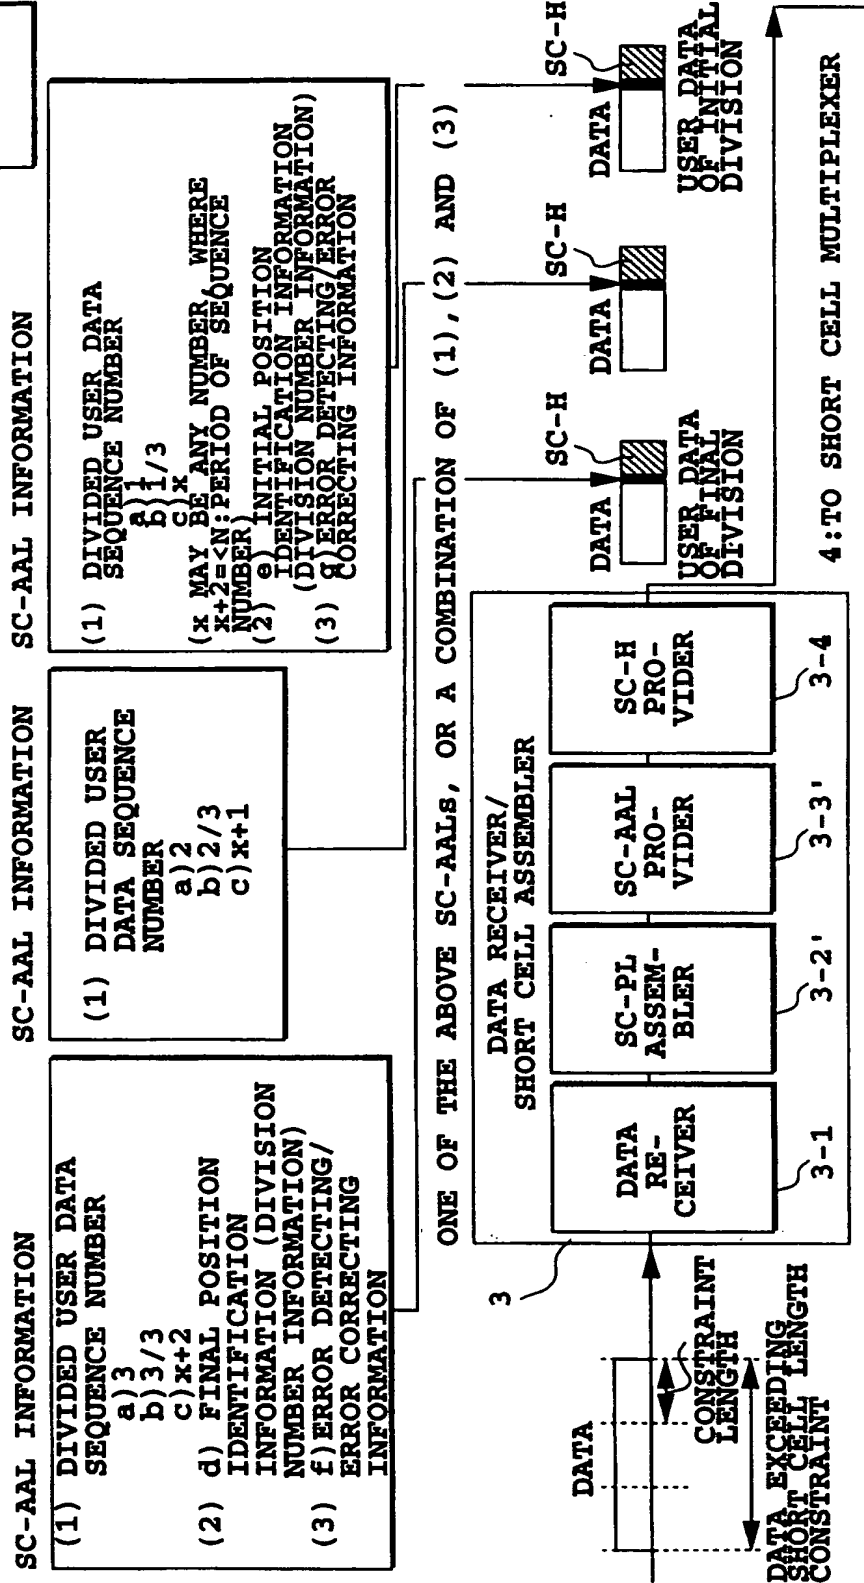 SC-AAL INFORMATION
(1) DIVIDED USER DATA
SEQUENCE NUMBER
a)3
b)3/3
c)x+2
(2) d) FINAL POSITION
IDENTIFICATION
INFORMATION (DIVISION
NUMBER INFORMATION)
(3) f)ERROR DETECTING/
ERROR CORRECTING
INFORMATION
SC-AAL INFORMATION
(1) DIVIDED USER
DATA SEQUENCE
NUMBER
a)2
b)2/3
c)x+1
SC-AAL INFORMATION
(1) DIVIDED USER DATA
SEQUENCE NUMBER
a)1
b)1/3
c)x
(x MAY BE ANY NUMBER, WHERE
x+2=<N:PERIOD OF SEQUENCE
NUMBER)
(2) e) INITIAL POSITION
IDENTIFICATION INFORMATION
(DIVISION NUMBER INFORMATION)
(3) g)ERROR DETECTING/ERROR
CORRECTING INFORMATION
ONE OF THE ABOVE SC-AALs, OR A COMBINATION OF (1),(2) AND (3)
3
DATA RECEIVER/
SHORT CELL ASSEMBLER
DATA
RE-
CEIVER
3-1
SC-PL
ASSEM-
BLER
3-2'
SC-AAL
PRO-
VIDER
3-3'
SC-H
PRO-
VIDER
3-4
DATA
CONSTRAINT
LENGTH
DATA EXCEEDING
SHORT CELL LENGTH
CONSTRAINT
DATA
SC-H
USER DATA
OF FINAL
DIVISION
DATA
SC-H
DATA
SC-H
USER DATA
OF INITIAL
DIVISION
4:TO SHORT CELL MULTIPLEXER